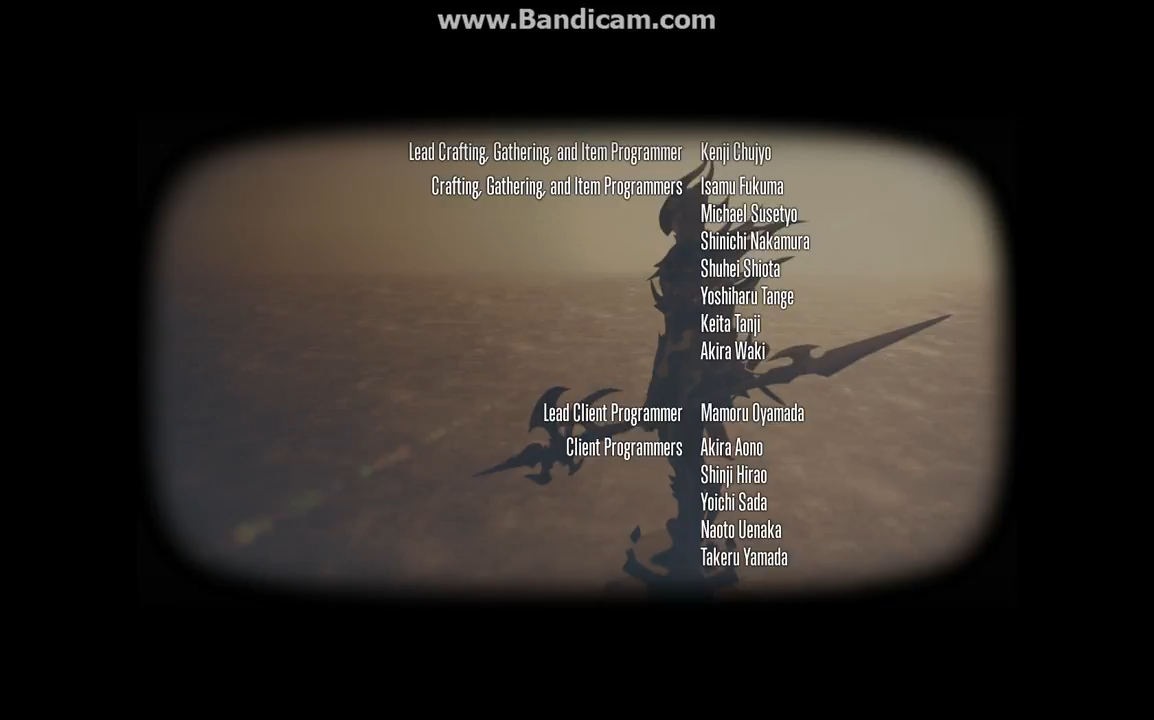 www.Bandicam.com
Lead Crafting, Gathering, and Item Programmer Kenji Chujyo
Crafting, Gathering, and Item Programmers Isamu Fukuma
Michael Susetyo
Shinichi Nakamura
Shuhei Shiota
Yoshiharu Tange
Keita Tanji
Akira Waki
Lead Client Programmer Mamoru Oyamada
Client Programmers Akira Aono
Shinji Hirao
Yoichi Sada
Naoto Uenaka
Takeru Yamada